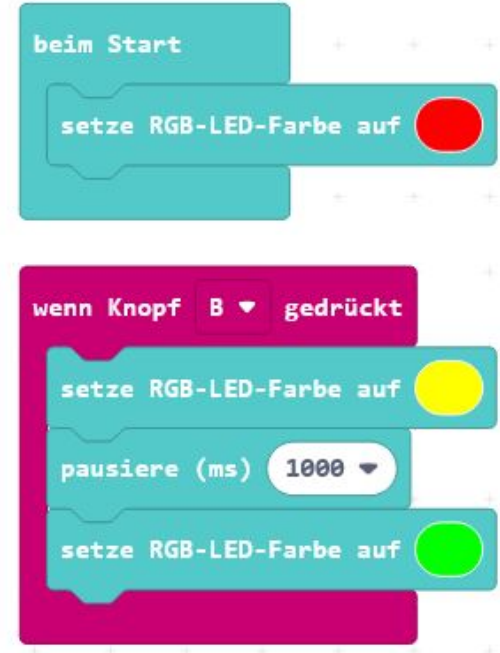 beim Start
setze RGB-LED-Farbe auf
wenn Knopf B gedrückt
setze RGB-LED-Farbe auf
pausiere (ms) 1000
setze RGB-LED-Farbe auf